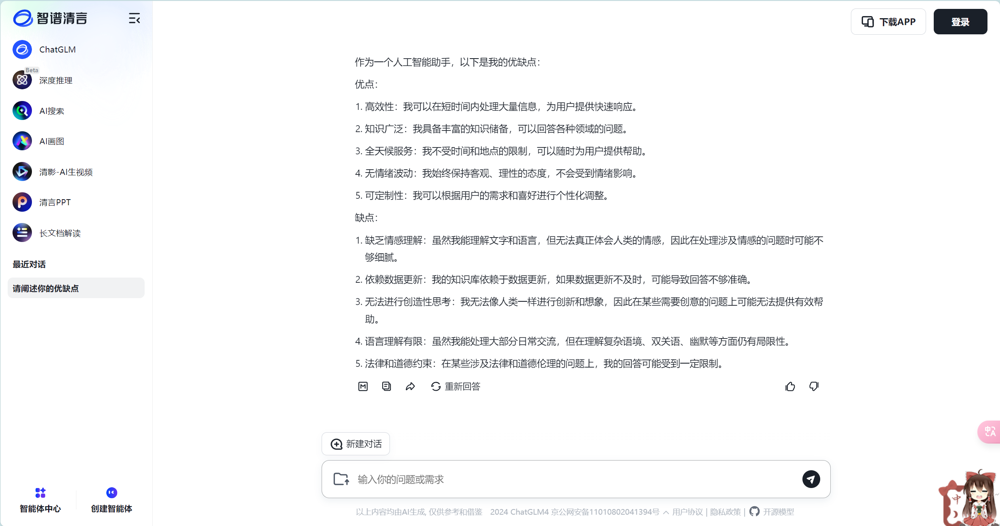 智谱清言
ChatGLM
Beta
深度推理
AI搜索
AI画图
清影-AI生视频
清言PPT
长文档解读
最近对话
请阐述你的优缺点
智能体中心
创建智能体
下载APP
登录
作为一个人工智能助手，以下是我的优缺点：
优点：
1. 高效性：我可以在短时间内处理大量信息，为用户提供快速响应。
2. 知识广泛：我具备丰富的知识储备，可以回答各种领域的问题。
3. 全天候服务：我不受时间和地点的限制，可以随时为用户提供帮助。
4. 无情绪波动：我始终保持客观、理性的态度，不会受到情绪影响。
5. 可定制性：我可以根据用户的需求和喜好进行个性化调整。
缺点：
1. 缺乏情感理解：虽然我能理解文字和语言，但无法真正体会人类的情感，因此在处理涉及情感的问题时可能不
够细腻。
2. 依赖数据更新：我的知识库依赖于数据更新，如果数据更新不及时，可能导致回答不够准确。
3. 无法进行创造性思考：我无法像人类一样进行创新和想象，因此在某些需要创意的问题上可能无法提供有效帮
助。
4. 语言理解有限：虽然我能处理大部分日常交流，但在理解复杂语境、双关语、幽默等方面仍有局限性。
5. 法律和道德约束：在某些涉及法律和道德伦理的问题上，我的回答可能受到一定限制。
重新回答
新建对话
输入你的问题或需求
以上内容均由AI生成, 仅供参考和借鉴 2024 ChatGLM4 京公网安备11010802041394号 用户协议 | 隐私政策 | 开源模型
中A
中